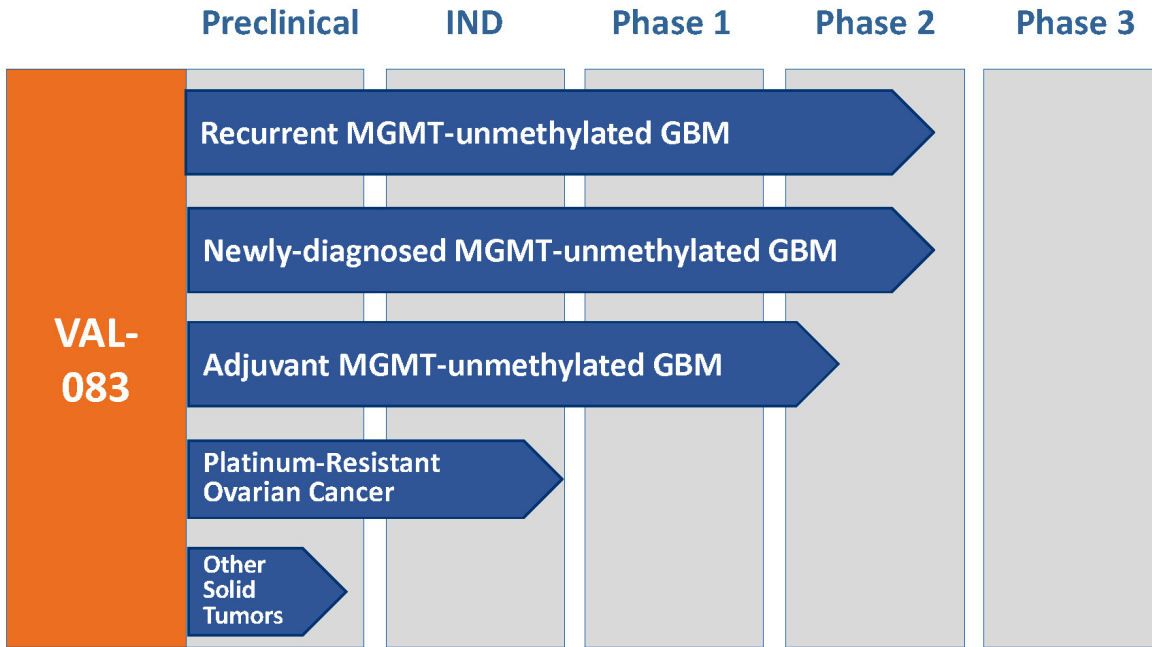 Preclinical IND Phase 1 Phase 2 Phase 3
Recurrent MGMT-unmethylated GBM
Newly-diagnosed MGMT-unmethylated GBM
VAL-
083
Adjuvant MGMT-unmethylated GBM
Platinum-Resistant
Ovarian Cancer
Other
Solid
Tumors